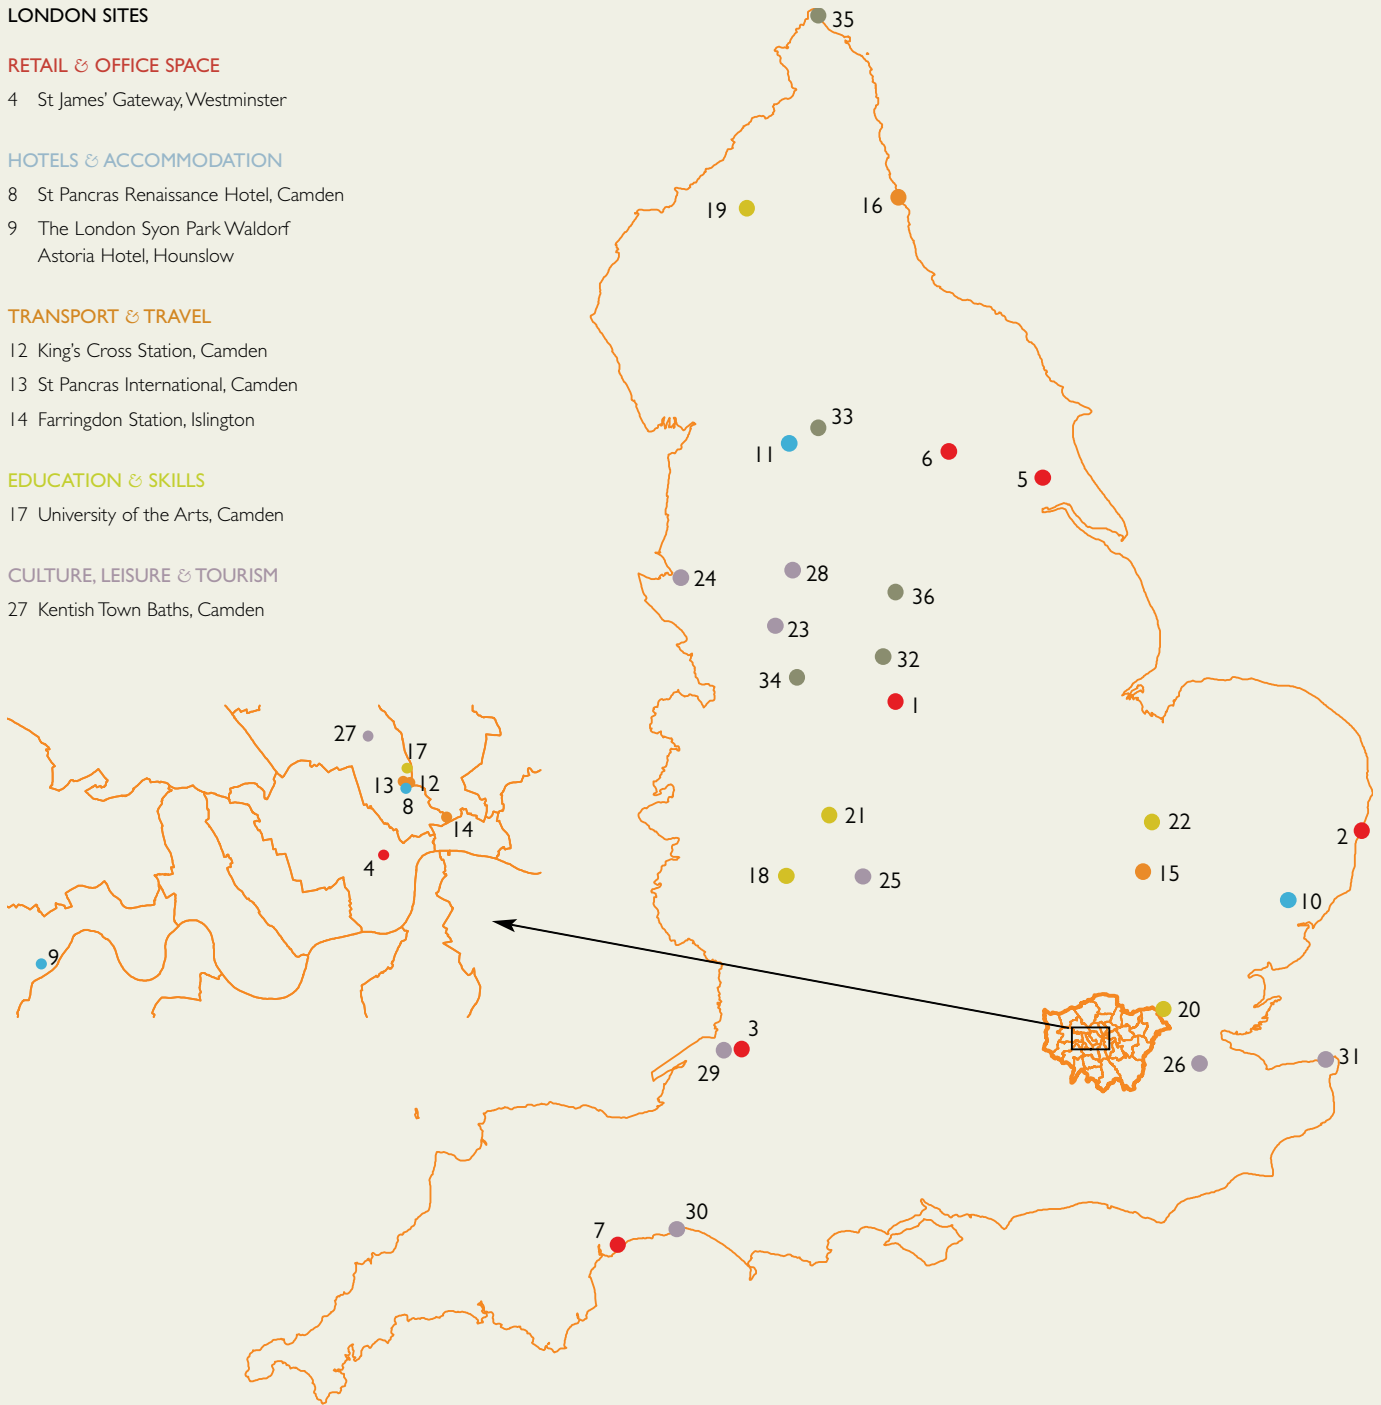 LONDON SITES
RETAIL & OFFICE SPACE
4 St James' Gateway, Westminster
HOTELS & ACCOMMODATION
8 St Pancras Renaissance Hotel, Camden
9 The London Syon Park Waldorf
Astoria Hotel, Hounslow
TRANSPORT & TRAVEL
12 King's Cross Station, Camden
13 St Pancras International, Camden
14 Farringdon Station, Islington
EDUCATION & SKILLS
17 University of the Arts, Camden
CULTURE, LEISURE & TOURISM
27 Kentish Town Baths, Camden
35
19
16
33
11
6
5
24
28
36
23
32
34
1
27
17
13
12
8
14
4
9
21
22
2
18
25
15
10
20
3
29
26
31
7
30